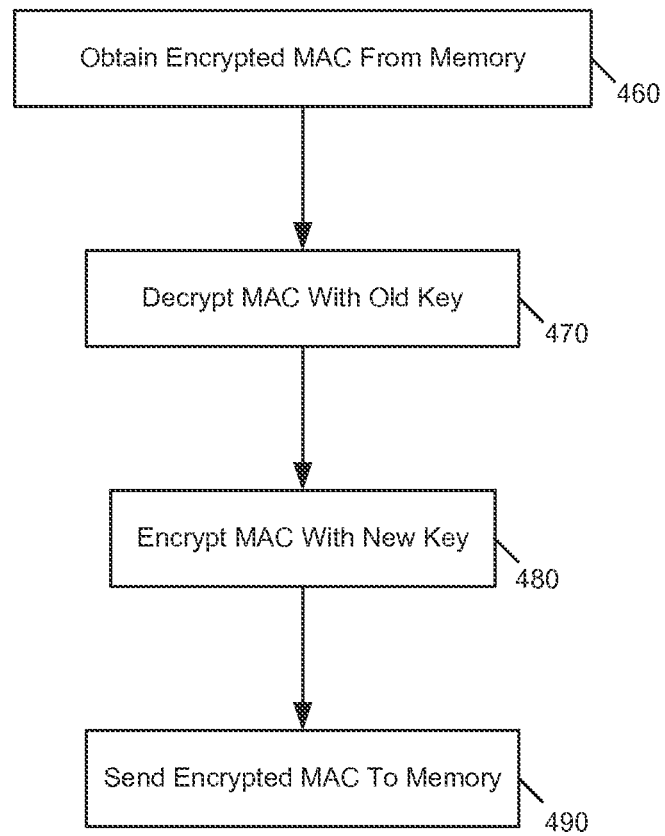 Obtain Encrypted MAC From Memory
460
Decrypt MAC With Old Key
470
Encrypt MAC With New Key
480
Send Encrypted MAC To Memory
490